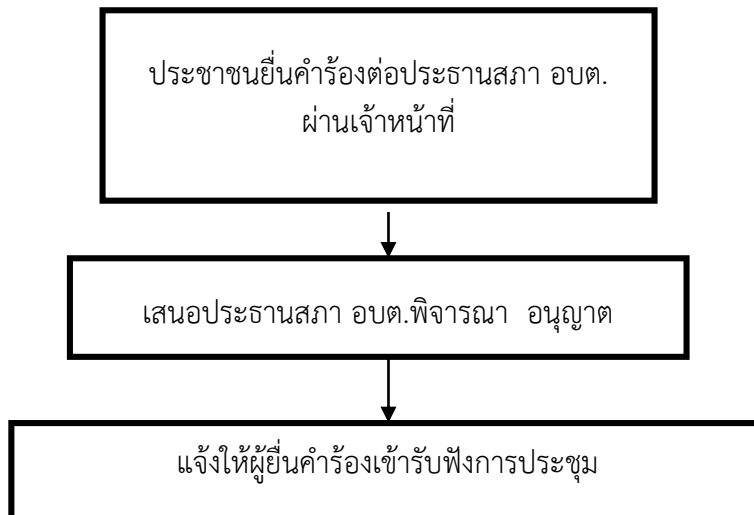 ประชาชนยื่นคำร้องต่อประธานสภา อบต.
ผ่านเจ้าหน้าที่
เสนอประธานสภา อบต.พิจารณา  อนุญาต
แจ้งให้ผู้ยื่นคำร้องเข้ารับฟังการประชุม